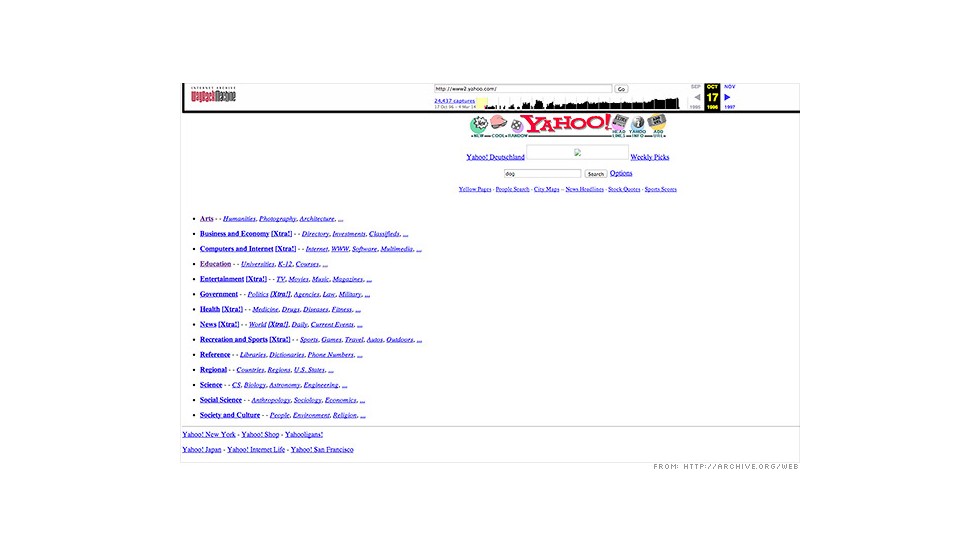 INTERNET ARCHIVE
WayBackMachine
http://www2.yahoo.com/ Go
SEP OCT NOV
17
1995 1996 1997
24,437 captures
17 Oct 96 - 9 Mar 14
NEW COOL RANDOM YAHOO! HEAD LINES YAHOO INFO ADD URL
Yahoo! Deutschland Weekly Picks
dog Search Options
Yellow Pages - People Search - City Maps -- News Headlines - Stock Quotes - Sports Scores
• Arts - - Humanities, Photography, Architecture, ...
• Business and Economy [Xtra!] - - Directory, Investments, Classifieds, ...
• Computers and Internet [Xtra!] - - Internet, WWW, Software, Multimedia, ...
• Education - - Universities, K-12, Courses, ...
• Entertainment [Xtra!] - - TV, Movies, Music, Magazines, ...
• Government - - Politics [Xtra!], Agencies, Law, Military, ...
• Health [Xtra!] - - Medicine, Drugs, Diseases, Fitness, ...
• News [Xtra!] - - World [Xtra!], Daily, Current Events, ...
• Recreation and Sports [Xtra!] - - Sports, Games, Travel, Autos, Outdoors, ...
• Reference - - Libraries, Dictionaries, Phone Numbers, ...
• Regional - - Countries, Regions, U.S. States, ...
• Science - - CS, Biology, Astronomy, Engineering, ...
• Social Science - - Anthropology, Sociology, Economics, ...
• Society and Culture - - People, Environment, Religion, ...
Yahoo! New York - Yahoo! Shop - Yahooligans!
Yahoo! Japan - Yahoo! Internet Life - Yahoo! San Francisco
FROM: HTTP://ARCHIVE.ORG/WEB